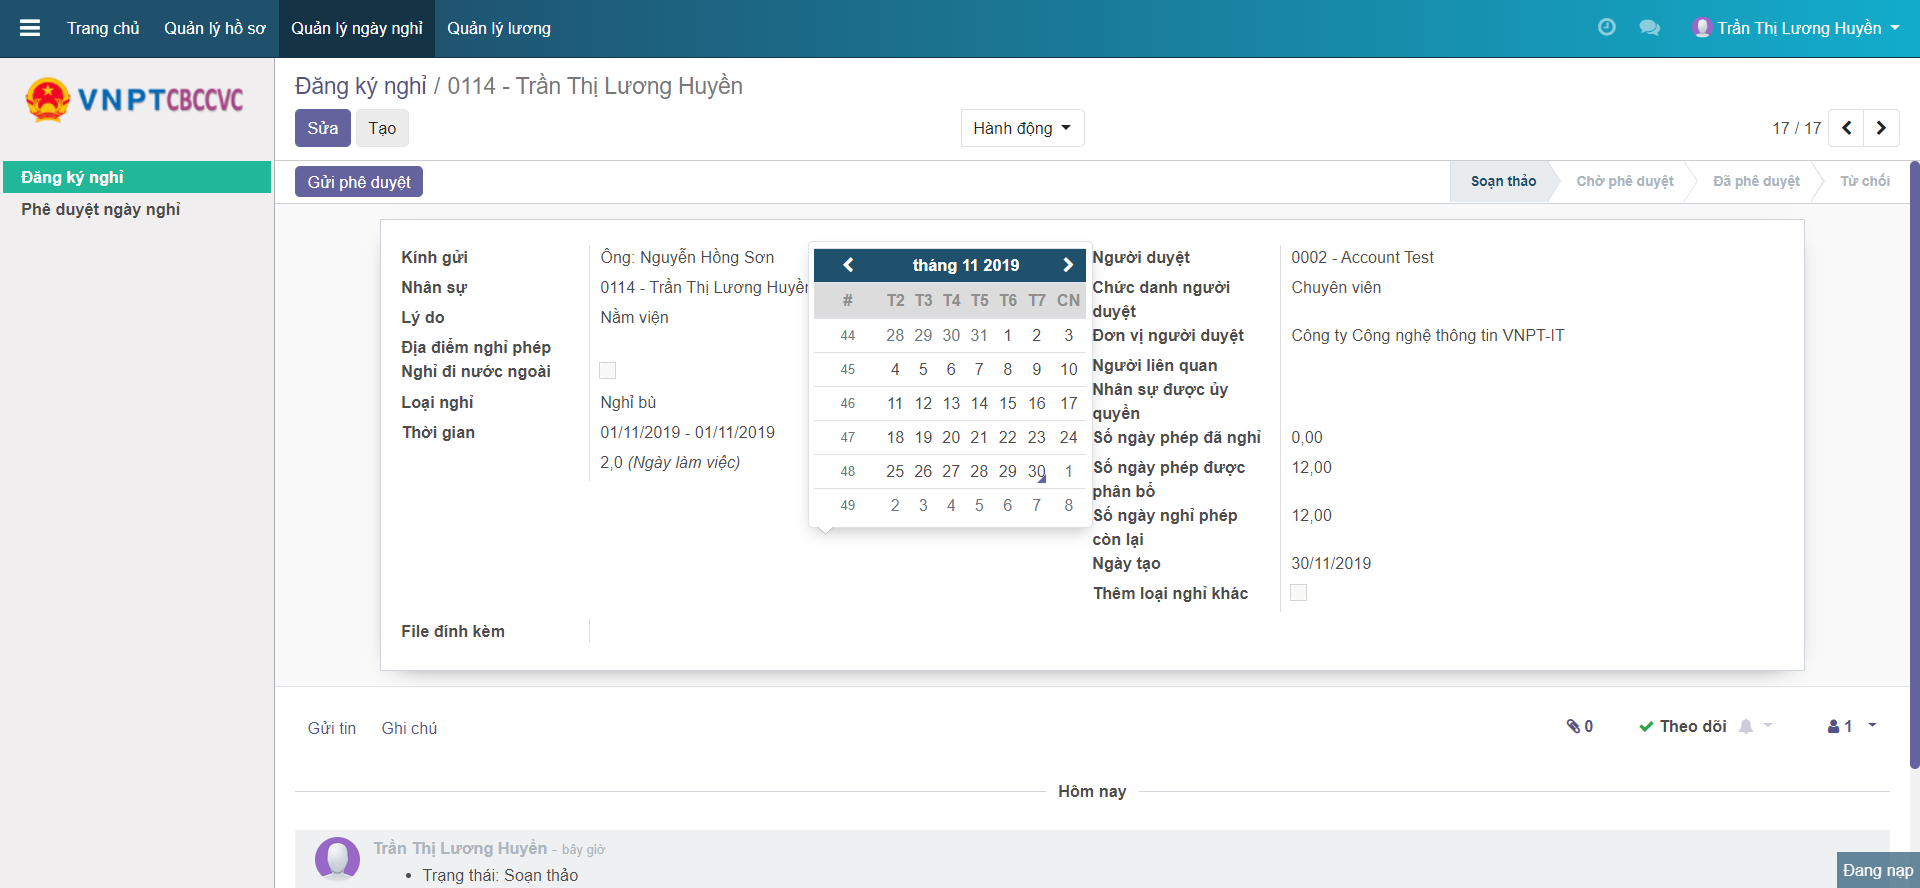 Trang chủ Quản lý hồ sơ Quản lý ngày nghỉ Quản lý lương Trần Thị Lương Huyền
VNPTCBCCVC
Đăng ký nghỉ
Phê duyệt ngày nghỉ
Đăng ký nghỉ / 0114 - Trần Thị Lương Huyền
Sửa Tạo Hành động 17 / 17
Gửi phê duyệt Soạn thảo Chờ phê duyệt Đã phê duyệt Từ chối
Kính gửi Ông: Nguyễn Hồng Sơn
Nhân sự 0114 - Trần Thị Lương Huyền
Lý do Nằm viện
Địa điểm nghỉ phép
Nghỉ đi nước ngoài
Loại nghỉ Nghỉ bù
Thời gian 01/11/2019 - 01/11/2019
2,0 (Ngày làm việc)
File đính kèm
tháng 11 2019
# T2 T3 T4 T5 T6 T7 CN
44 28 29 30 31 1 2 3
45 4 5 6 7 8 9 10
46 11 12 13 14 15 16 17
47 18 19 20 21 22 23 24
48 25 26 27 28 29 30 1
49 2 3 4 5 6 7 8
Người duyệt 0002 - Account Test
Chức danh người Chuyên viên
duyệt
Đơn vị người duyệt Công ty Công nghệ thông tin VNPT-IT
Người liên quan
Nhân sự được ủy
quyền
Số ngày phép đã nghỉ 0,00
Số ngày phép được 12,00
phân bổ
Số ngày nghỉ phép 12,00
còn lại
Ngày tạo 30/11/2019
Thêm loại nghỉ khác
Gửi tin Ghi chú 0 Theo dõi 1
Hôm nay
Trần Thị Lương Huyền - bây giờ
• Trạng thái: Soạn thảo
Đang nạp